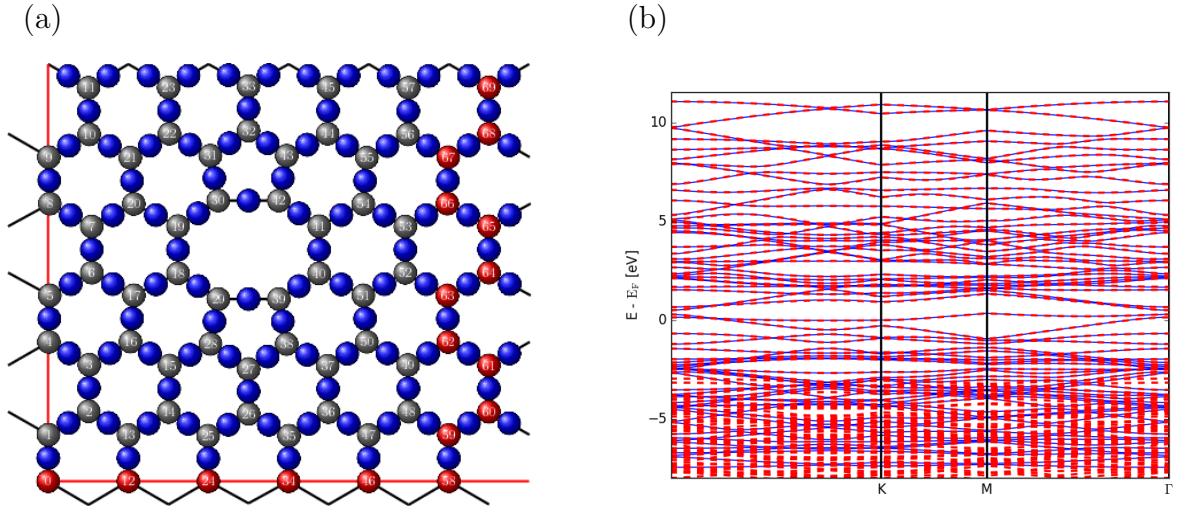 (a)
(b)
11 23 33 45 57 69
10 22 32 44 56 68
9 21 31 43 55 67
8 20 30 42 54 66
7 19 41 53 65
6 18 40 52 64
5 17 29 39 51 63
4 16 28 38 50 62
3 15 27 37 49 61
2 14 26 36 48 60
1 13 25 35 47 59
0 12 24 34 46 58
E - E_F [eV]
10
5
0
−5
K M Γ